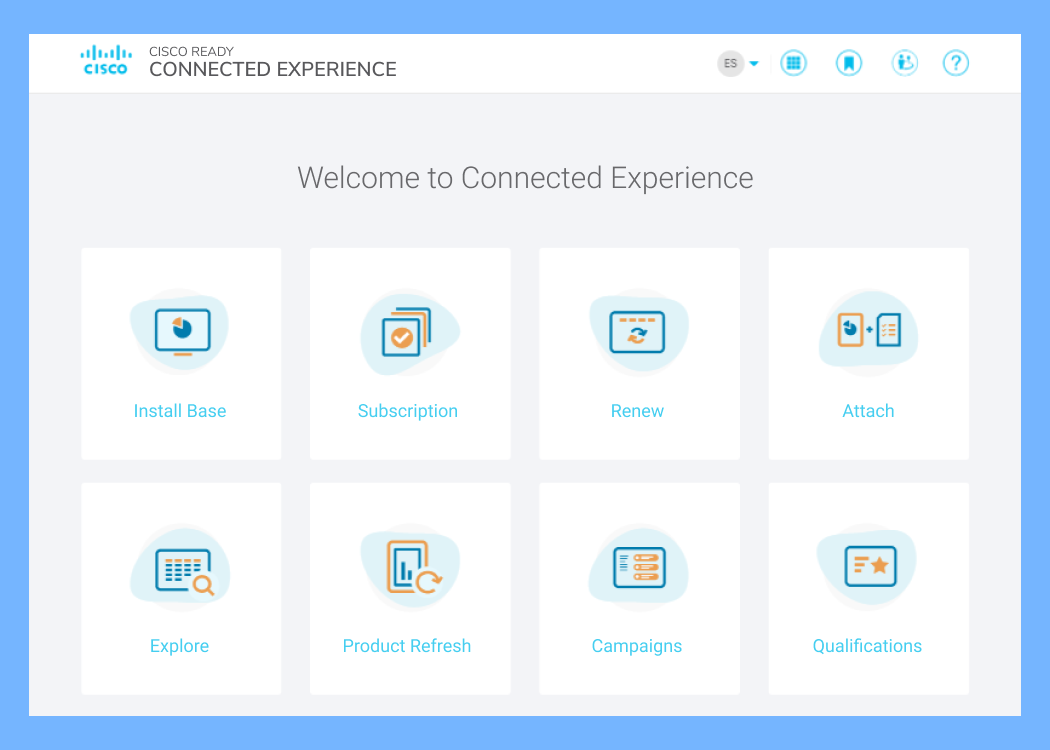 CISCO
CISCO READY
CONNECTED EXPERIENCE
ES
?
Welcome to Connected Experience
Install Base
Subscription
Renew
Attach
Explore
Product Refresh
Campaigns
Qualifications